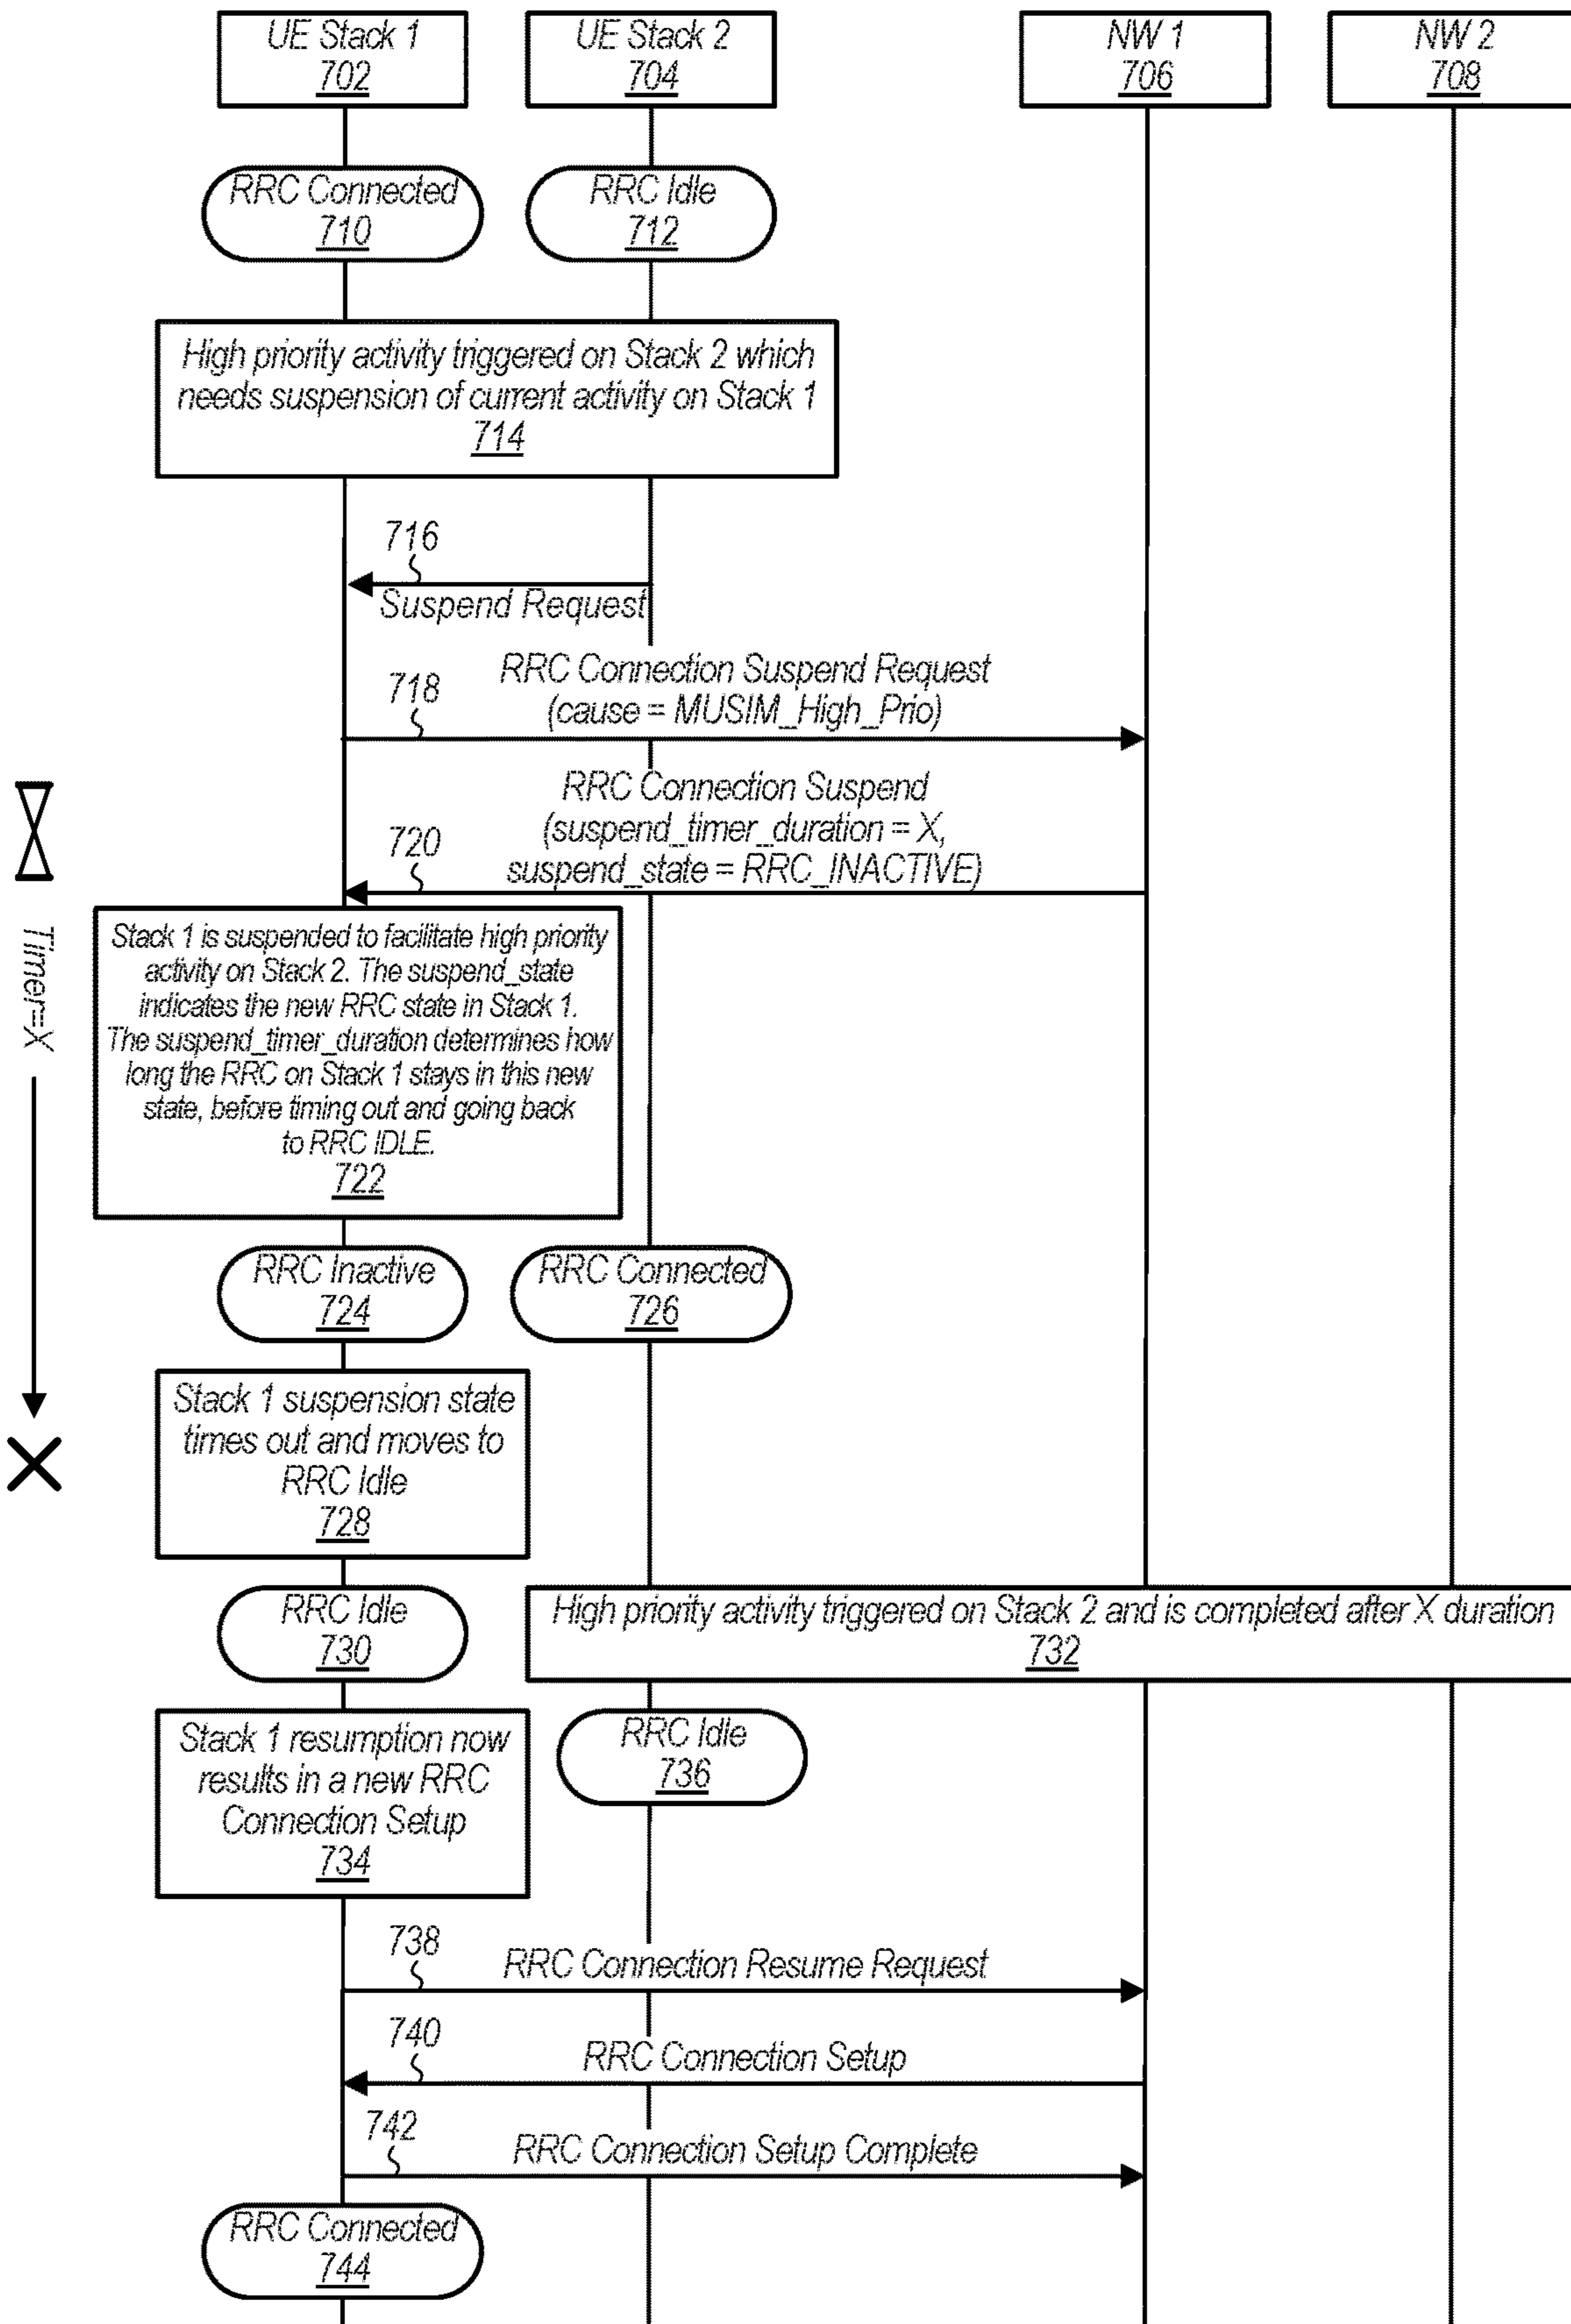 UE Stack 1
702
UE Stack 2
704
NW 1
706
NW 2
708
RRC Connected
710
RRC Idle
712
High priority activity triggered on Stack 2 which
needs suspension of current activity on Stack 1
714
716
Suspend Request
718
RRC Connection Suspend Request
(cause = MUSIM_High_Prio)
720
RRC Connection Suspend
(suspend_timer_duration = X,
suspend_state = RRC_INACTIVE)
Timer=X
Stack 1 is suspended to facilitate high priority
activity on Stack 2. The suspend_state
indicates the new RRC state in Stack 1.
The suspend_timer_duration determines how
long the RRC on Stack 1 stays in this new
state, before timing out and going back
to RRC IDLE.
722
RRC Inactive
724
RRC Connected
726
Stack 1 suspension state
times out and moves to
RRC Idle
728
RRC Idle
730
High priority activity triggered on Stack 2 and is completed after X duration
732
Stack 1 resumption now
results in a new RRC
Connection Setup
734
RRC Idle
736
738
RRC Connection Resume Request
740
RRC Connection Setup
742
RRC Connection Setup Complete
RRC Connected
744